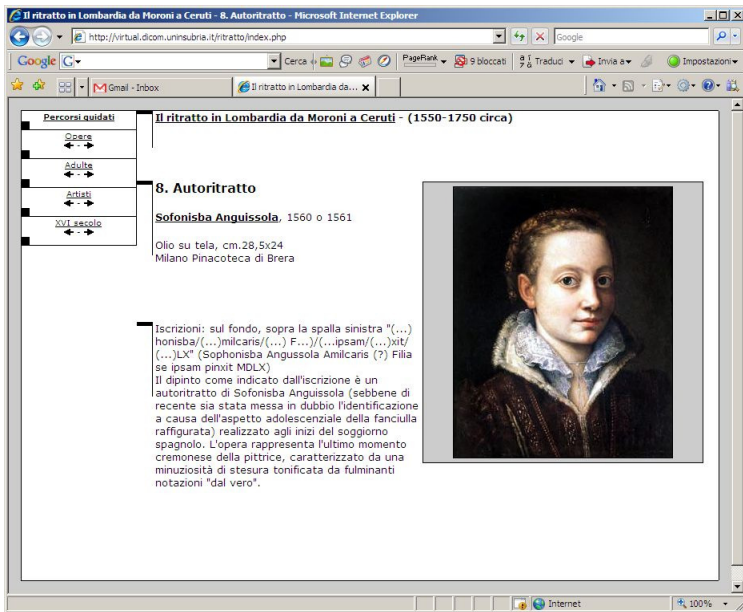 Il ritratto in Lombardia da Moroni a Ceruti - 8. Autoritratto - Microsoft Internet Explorer
http://virtual.dicom.uninsubria.it/ritratto/index.php
Google
Google G
Cerca
PageRank
9 bloccati
Traduci
Invia a
Impostazioni
Gmail - Inbox
Il ritratto in Lombardia da...
Percorsi guidati
Opere
Adulte
Artisti
XVI secolo
Il ritratto in Lombardia da Moroni a Ceruti - (1550-1750 circa)
8. Autoritratto
Sofonisba Anguissola, 1560 o 1561
Olio su tela, cm.28,5x24
Milano Pinacoteca di Brera
Iscrizioni: sul fondo, sopra la spalla sinistra "(...)
honisba/(...)milcaris/(...) F...)/(...ipsam/(...)xit/
(...)LX" (Sophonisba Angussola Amilcaris (?) Filia
se ipsam pinxit MDLX)
Il dipinto come indicato dall'iscrizione è un
autoritratto di Sofonisba Anguissola (sebbene di
recente sia stata messa in dubbio l'identificazione
a causa dell'aspetto adolescenziale della fanciulla
raffigurata) realizzato agli inizi del soggiorno
spagnolo. L'opera rappresenta l'ultimo momento
cremonese della pittrice, caratterizzato da una
minuziosità di stesura tonificata da fulminanti
notazioni "dal vero".
Internet
100%